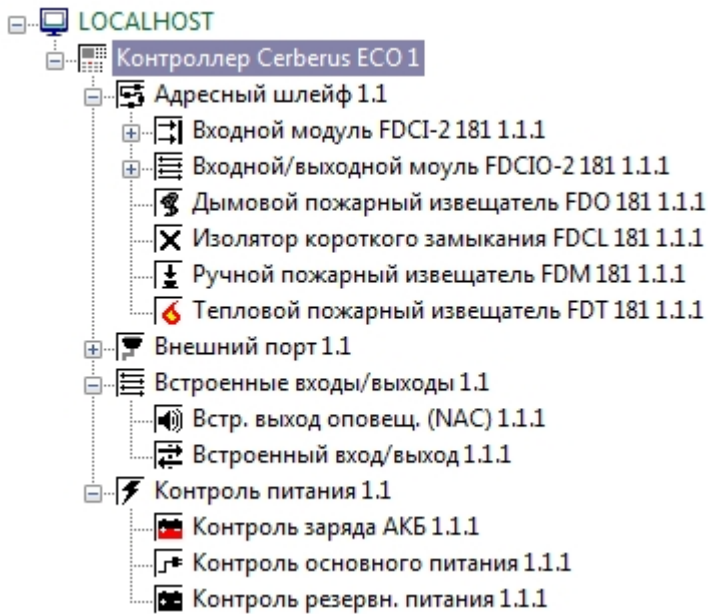 LOCALHOST
Контроллер Cerberus ECO 1
Адресный шлейф 1.1
Входной модуль FDCI-2 181 1.1.1
Входной/выходной моуль FDCIO-2 181 1.1.1
Дымовой пожарный извещатель FDO 181 1.1.1
Изолятор короткого замыкания FDCL 181 1.1.1
Ручной пожарный извещатель FDM 181 1.1.1
Тепловой пожарный извещатель FDT 181 1.1.1
Внешний порт 1.1
Встроенные входы/выходы 1.1
Встр. выход оповещ. (NAC) 1.1.1
Встроенный вход/выход 1.1.1
Контроль питания 1.1
Контроль заряда АКБ 1.1.1
Контроль основного питания 1.1.1
Контроль резервн. питания 1.1.1